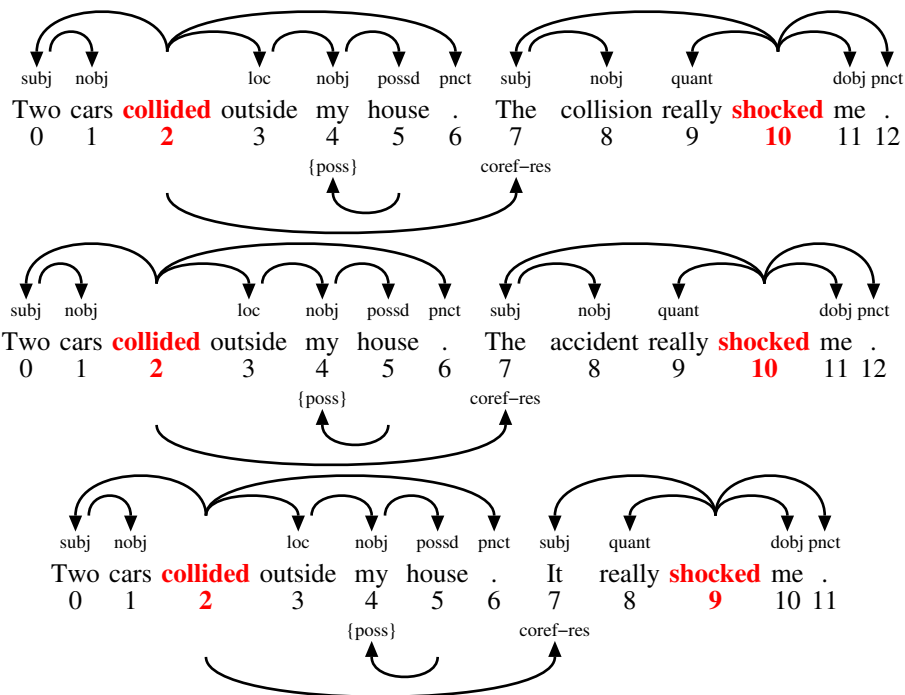 subj nobj loc nobj possd pnct subj nobj quant dobj pnct
Two cars collided outside my house . The collision really shocked me .
0 1 2 3 4 5 6 7 8 9 10 11 12
{poss} coref−res
subj nobj loc nobj possd pnct subj nobj quant dobj pnct
Two cars collided outside my house . The accident really shocked me .
0 1 2 3 4 5 6 7 8 9 10 11 12
{poss} coref−res
subj nobj loc nobj possd pnct subj quant dobj pnct
Two cars collided outside my house . It really shocked me .
0 1 2 3 4 5 6 7 8 9 10 11
{poss} coref−res